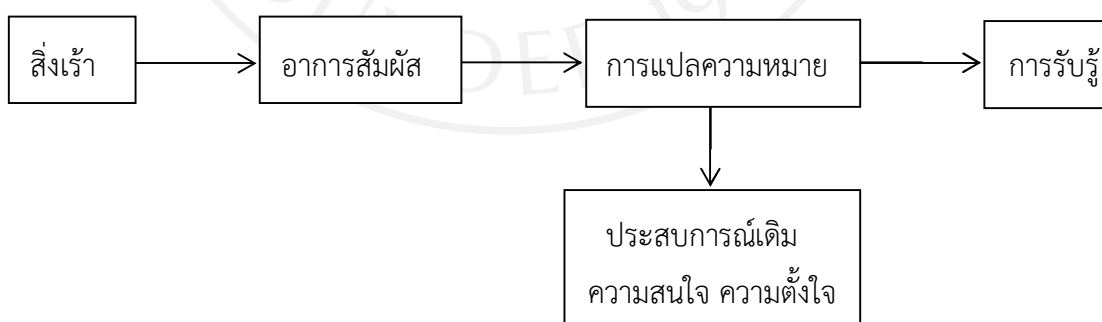 สิ่งเร้า
อาการสัมผัส
การแปลความหมาย
การรับรู้
ประสบการณ์เดิม
ความสนใจ ความตั้งใจ